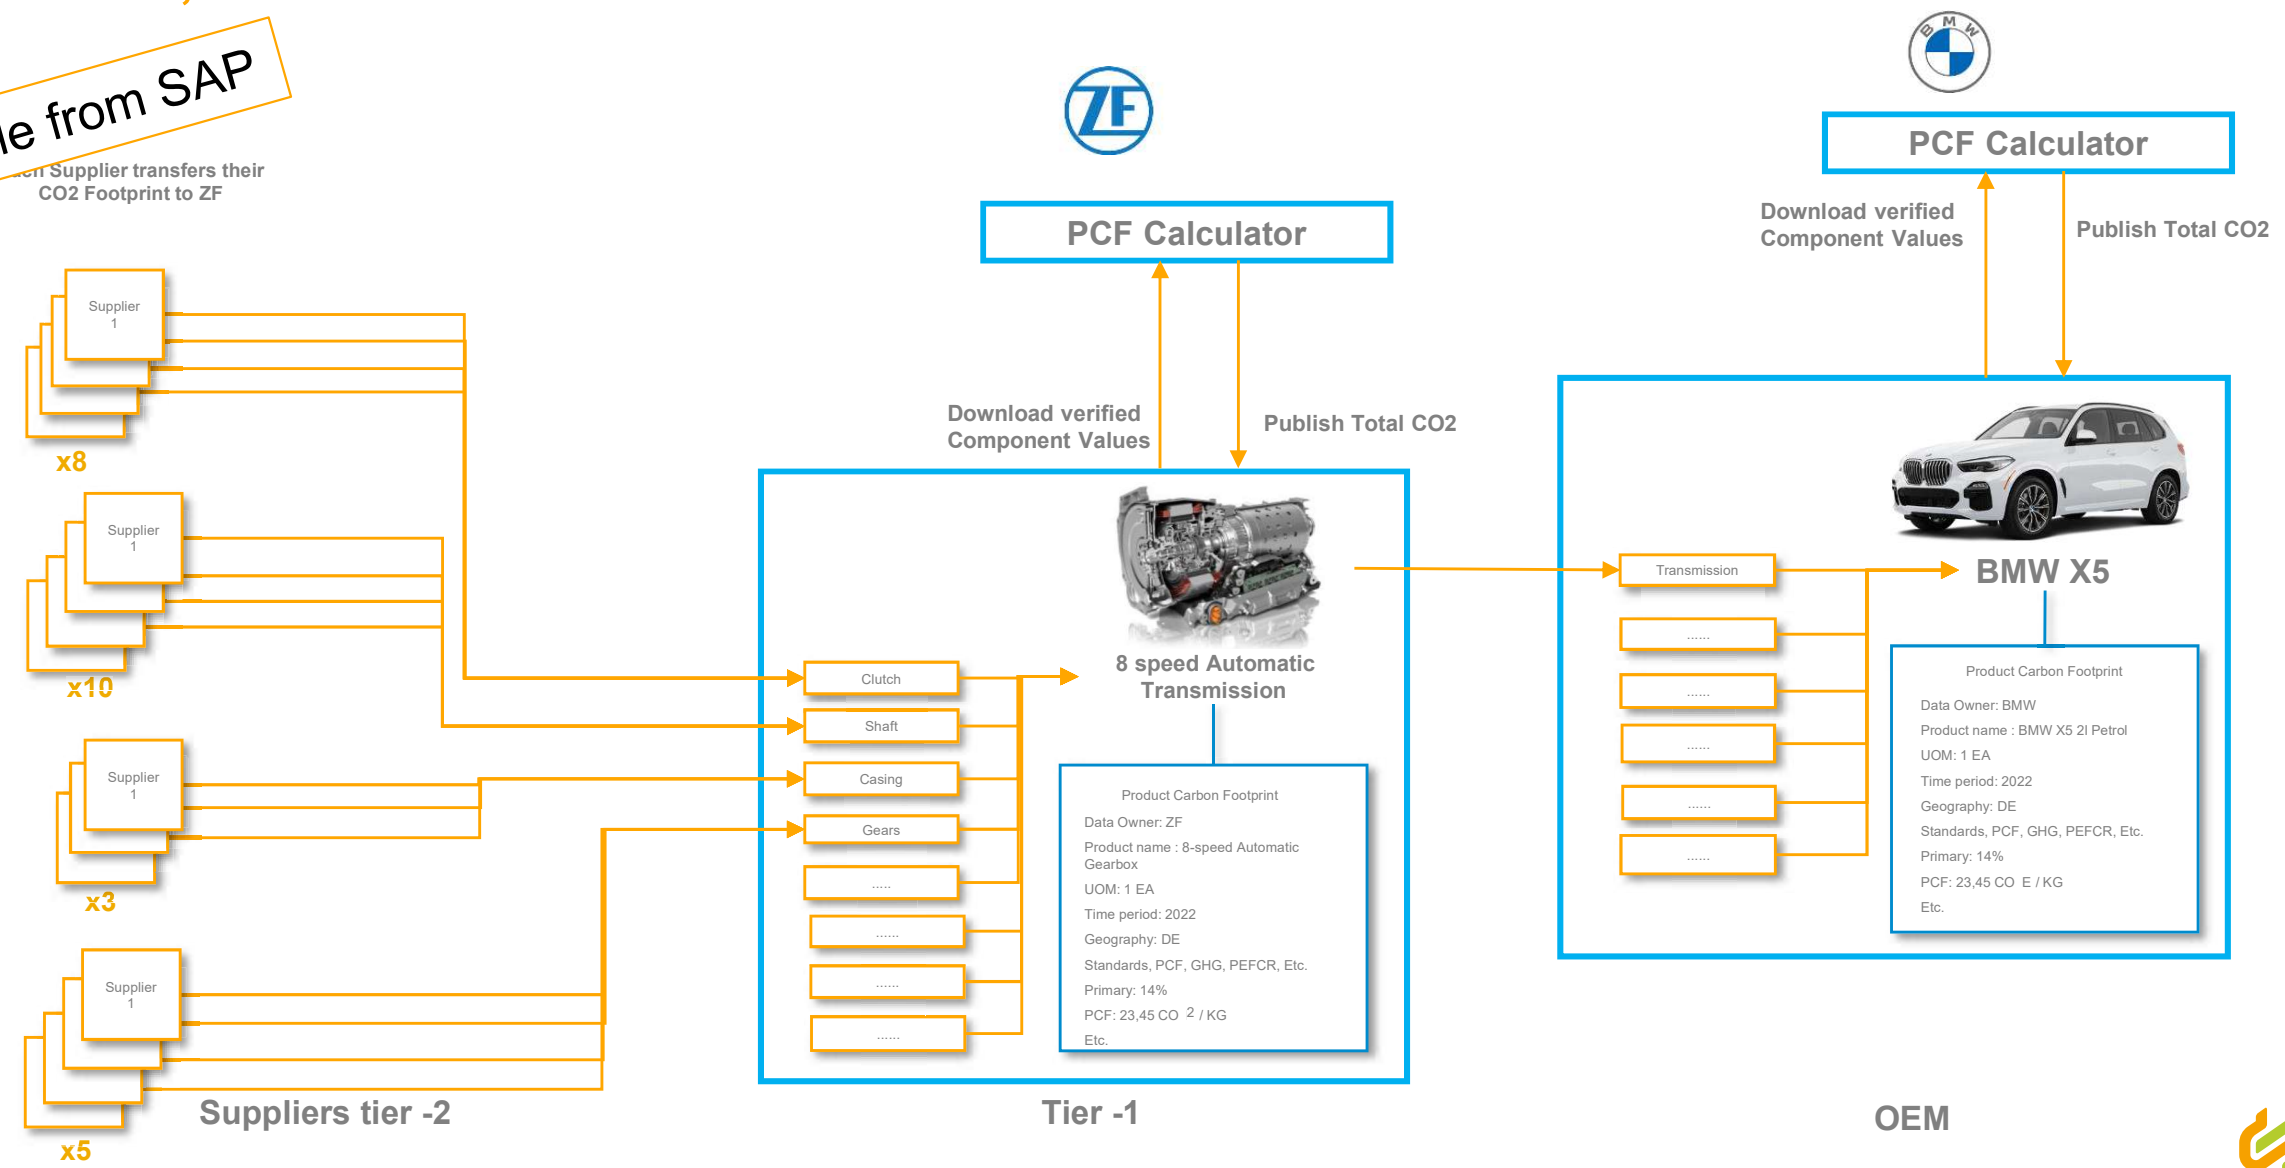 from SAP
Supplier transfers their
CO2 Footprint to ZF
Supplier
1
x8
Supplier
1
x10
Supplier
1
x3
Supplier
1
x5
Suppliers tier -2
ZF
PCF Calculator
Download verified
Component Values
Publish Total CO2
8 speed Automatic
Transmission
Clutch
Shaft
Casing
Gears
.....
......
......
......
Product Carbon Footprint
Data Owner: ZF
Product name : 8-speed Automatic
Gearbox
UOM: 1 EA
Time period: 2022
Geography: DE
Standards, PCF, GHG, PEFCR, Etc.
Primary: 14%
PCF: 23,45 CO 2 / KG
Etc.
Tier -1
BMW
PCF Calculator
Download verified
Component Values
Publish Total CO2
Transmission
......
......
......
......
......
BMW X5
Product Carbon Footprint
Data Owner: BMW
Product name : BMW X5 2l Petrol
UOM: 1 EA
Time period: 2022
Geography: DE
Standards, PCF, GHG, PEFCR, Etc.
Primary: 14%
PCF: 23,45 CO E / KG
Etc.
OEM